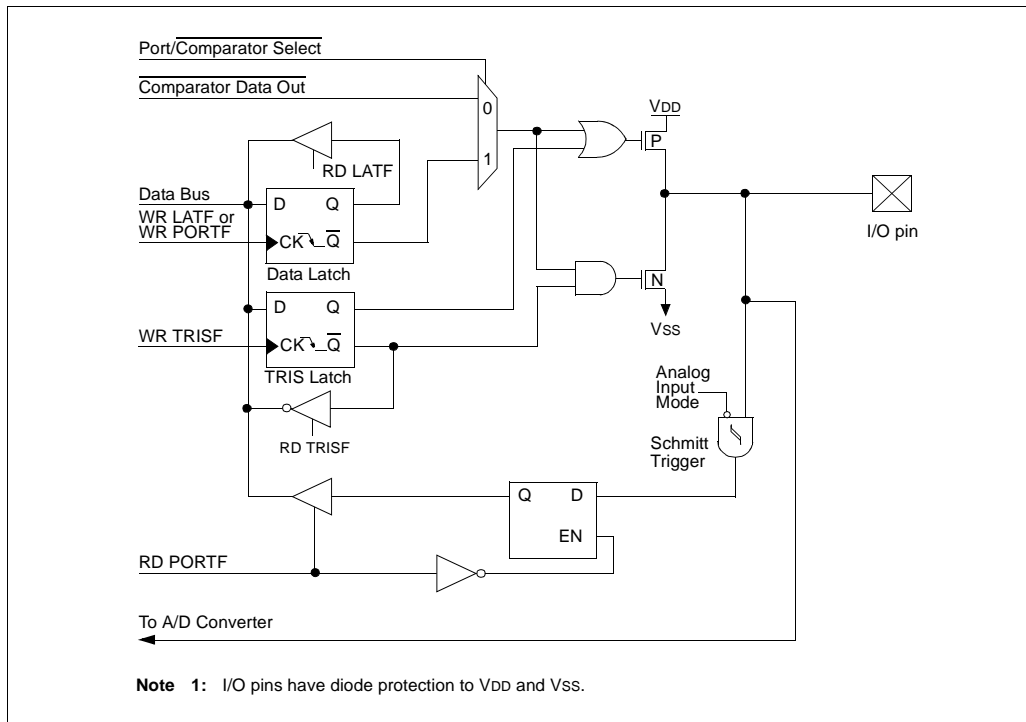 Port/Comparator Select
Comparator Data Out
0
1
VDD
P
RD LATF
Data Bus
WR LATF or
WR PORTF
D Q
CK Q
Data Latch
I/O pin
N
VSS
D Q
WR TRISF
CK Q
TRIS Latch
RD TRISF
Analog
Input
Mode
Schmitt
Trigger
Q D
EN
RD PORTF
To A/D Converter
Note 1: I/O pins have diode protection to VDD and VSS.